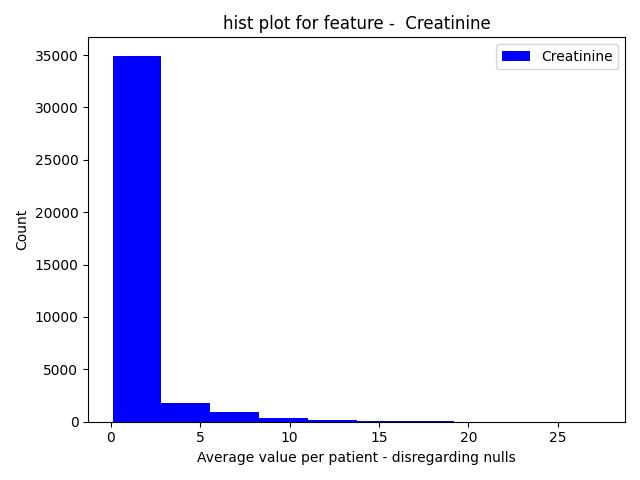 hist plot for feature -  Creatinine
Creatinine
35000
30000
25000
20000
15000
10000
5000
0
Count
0 5 10 15 20 25
Average value per patient - disregarding nulls